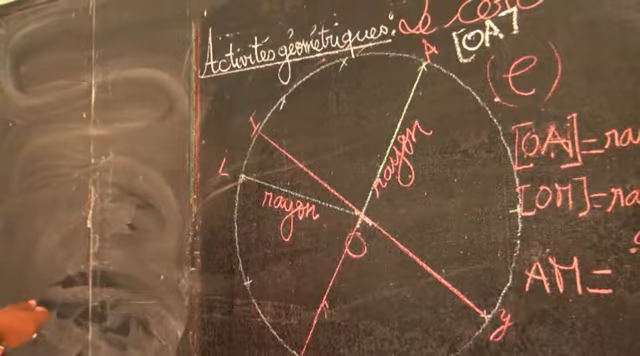 Activités géométriques: Le
[OA]
A
(e)
rayon
[OA]=
L
rayon
[OM]=
O
AM=
y